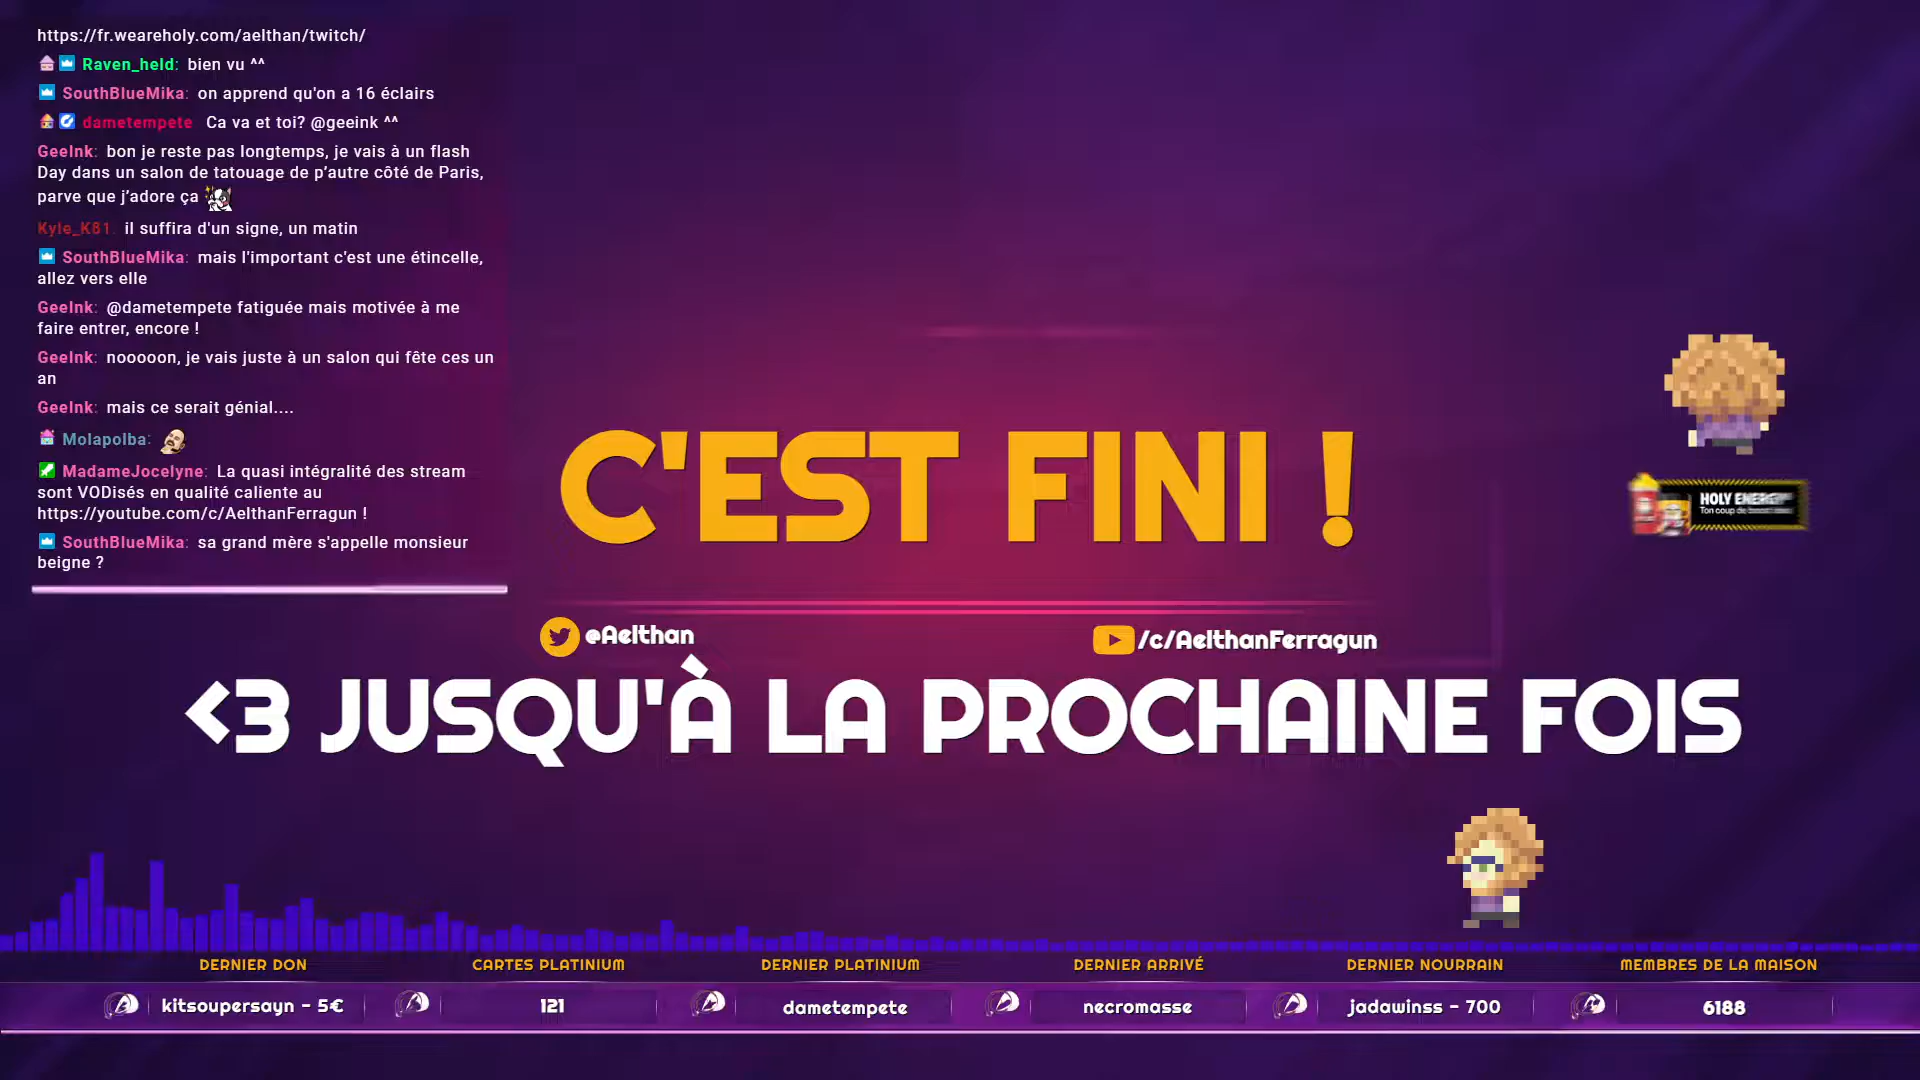 https://fr.weareholy.com/aelthan/twitch/
Raven_held: bien vu ^^
SouthBlueMika: on apprend qu'on a 16 éclairs
dametempete Ca va et toi? @geeink ^^
GeeInk: bon je reste pas longtemps, je vais à un flash
Day dans un salon de tatouage de p’autre côté de Paris,
parve que j’adore ça
Kyle_K81: il suffira d'un signe, un matin
SouthBlueMika: mais l'important c'est une étincelle,
allez vers elle
GeeInk: @dametempete fatiguée mais motivée à me
faire entrer, encore !
GeeInk: nooooon, je vais juste à un salon qui fête ces un
an
GeeInk: mais ce serait génial....
Molapolba:
MadameJocelyne: La quasi intégralité des stream
sont VODisés en qualité caliente au
https://youtube.com/c/AelthanFerragun !
SouthBlueMika: sa grand mère s'appelle monsieur
beigne ?
C'EST FINI !
HOLY ENERGY
Ton coup de
@Aelthan
/c/AelthanFerragun
<3 JUSQU'À LA PROCHAINE FOIS
DERNIER DON
kitsoupersayn - 5€
CARTES PLATINIUM
121
DERNIER PLATINIUM
dametempete
DERNIER ARRIVÉ
necromasse
DERNIER NOURRAIN
jadawinss - 700
MEMBRES DE LA MAISON
6188